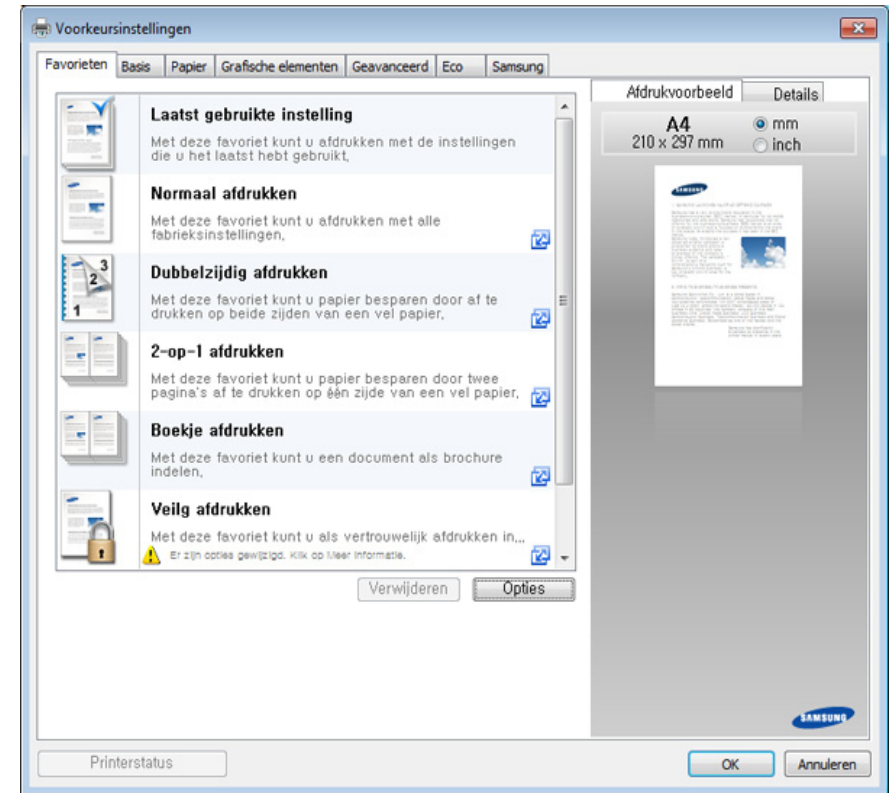 Voorkeursinstellingen
Favorieten Basis Papier Grafische elementen Geavanceerd Eco Samsung
Laatst gebruikte instelling
Met deze favoriet kunt u afdrukken met de instellingen
die u het laatst hebt gebruikt.
Normaal afdrukken
Met deze favoriet kunt u afdrukken met alle
fabrieksinstellingen.
Dubbelzijdig afdrukken
Met deze favoriet kunt u papier besparen door af te
drukken op beide zijden van een vel papier.
1 2 3
2-op-1 afdrukken
Met deze favoriet kunt u papier besparen door twee
pagina's af te drukken op één zijde van een vel papier.
Boekje afdrukken
Met deze favoriet kunt u een document als brochure
indelen.
Veilg afdrukken
Met deze favoriet kunt u als vertrouwelijk afdrukken in...
Er zijn opties gewijzigd. Klik op Meer informatie.
Verwijderen Opties
Afdrukvoorbeeld Details
A4
210 x 297 mm
mm
inch
SAMSUNG
SAMSUNG
Printerstatus
OK Annuleren